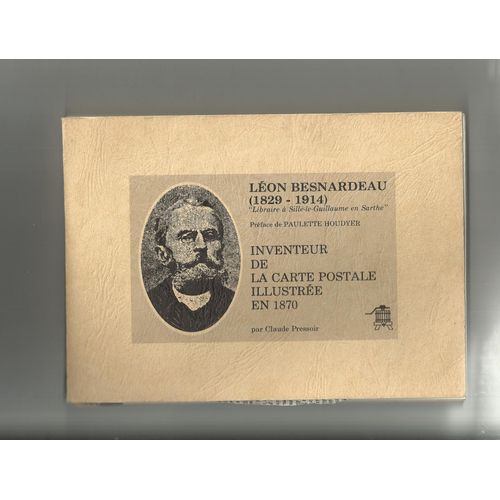 LÉON BESNARDEAU
(1829 - 1914)
"Libraire à Sillé-le-Guillaume en Sarthe"
Préface de PAULETTE HOUDYER
INVENTEUR
DE
LA CARTE POSTALE
ILLUSTRÉE
EN 1870
par Claude Pressoir